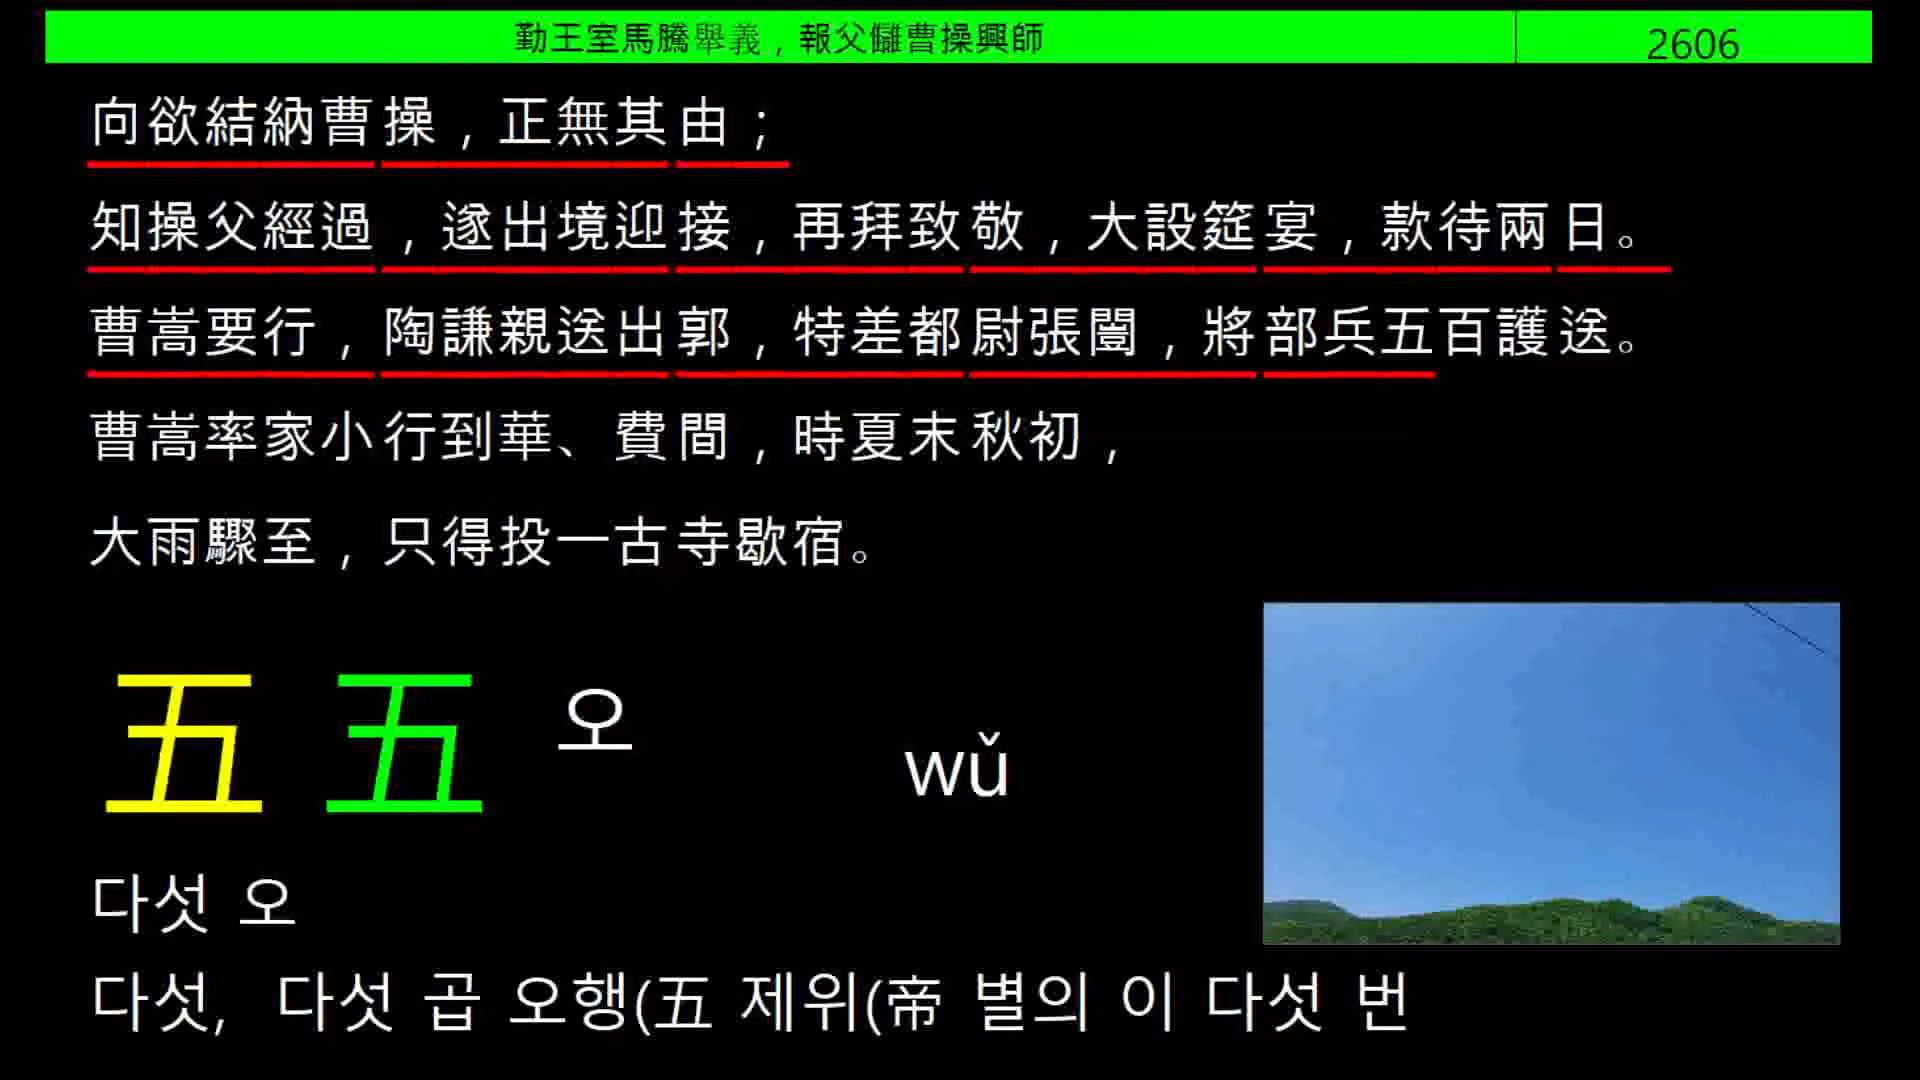 勤王室馬騰舉義，報父讎曹操興師
2606
向欲結納曹操，正無其由；
知操父經過，遂出境迎接，再拜致敬，大設筵宴，款待兩日。
曹嵩要行，陶謙親送出郭，特差都尉張闓，將部兵五百護送。
曹嵩率家小行到華、費間，時夏末秋初，
大雨驟至，只得投一古寺歇宿。
五 五 오 wǔ
다섯 오
다섯, 다섯 곱 오행(五 제위(帝 별의 이 다섯 번